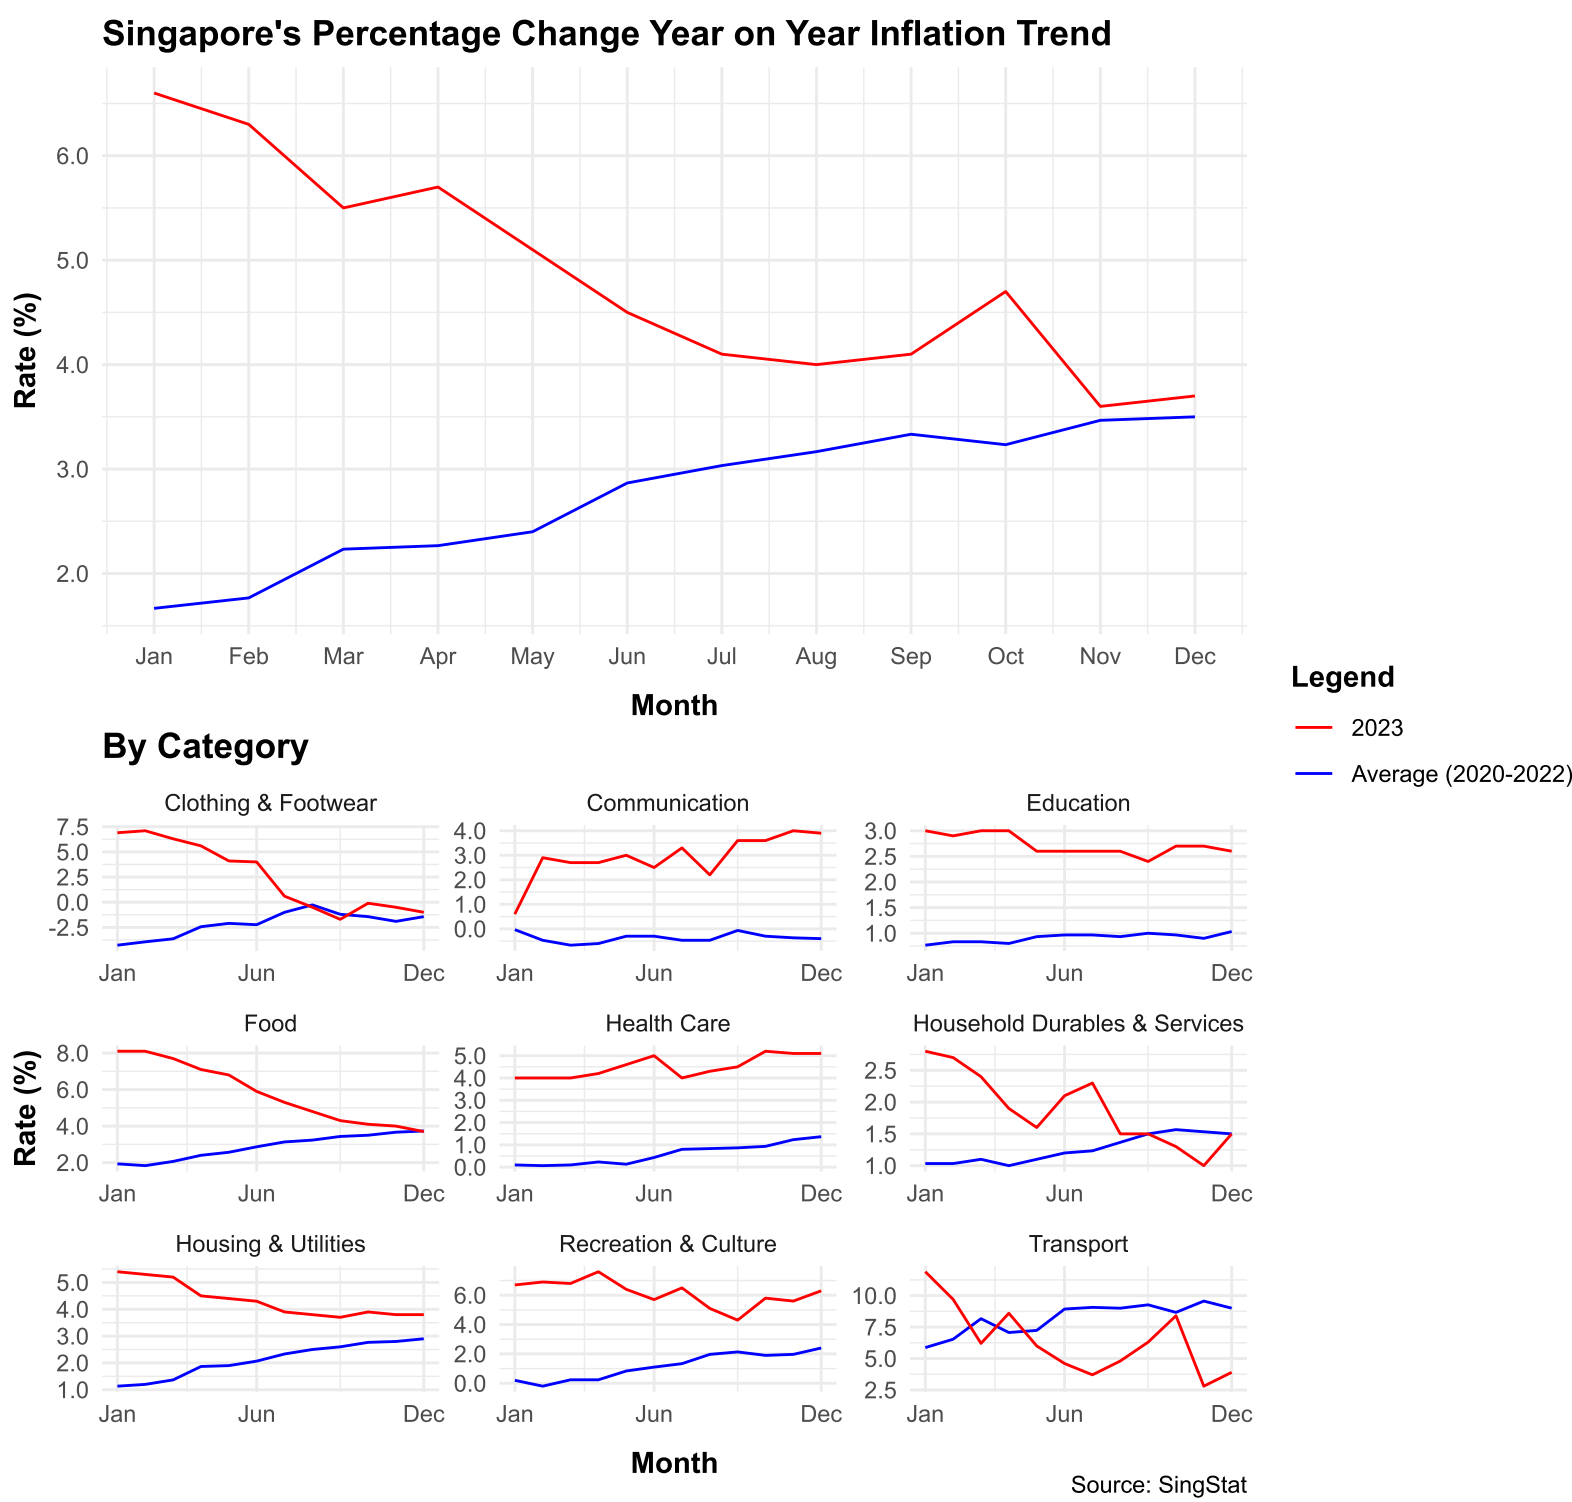 Singapore's Percentage Change Year on Year Inflation Trend
Rate (%)
6.0
5.0
4.0
3.0
2.0
Jan Feb Mar Apr May Jun Jul Aug Sep Oct Nov Dec
Month
Legend
2023
Average (2020-2022)
By Category
Rate (%)
Clothing & Footwear
7.5
5.0
2.5
0.0
-2.5
Jan Jun Dec
Communication
4.0
3.0
2.0
1.0
0.0
Jan Jun Dec
Education
3.0
2.5
2.0
1.5
1.0
Jan Jun Dec
Food
8.0
6.0
4.0
2.0
Jan Jun Dec
Health Care
5.0
4.0
3.0
2.0
1.0
0.0
Jan Jun Dec
Household Durables & Services
2.5
2.0
1.5
1.0
Jan Jun Dec
Housing & Utilities
5.0
4.0
3.0
2.0
1.0
Jan Jun Dec
Recreation & Culture
6.0
4.0
2.0
0.0
Jan Jun Dec
Transport
10.0
7.5
5.0
2.5
Jan Jun Dec
Month
Source: SingStat